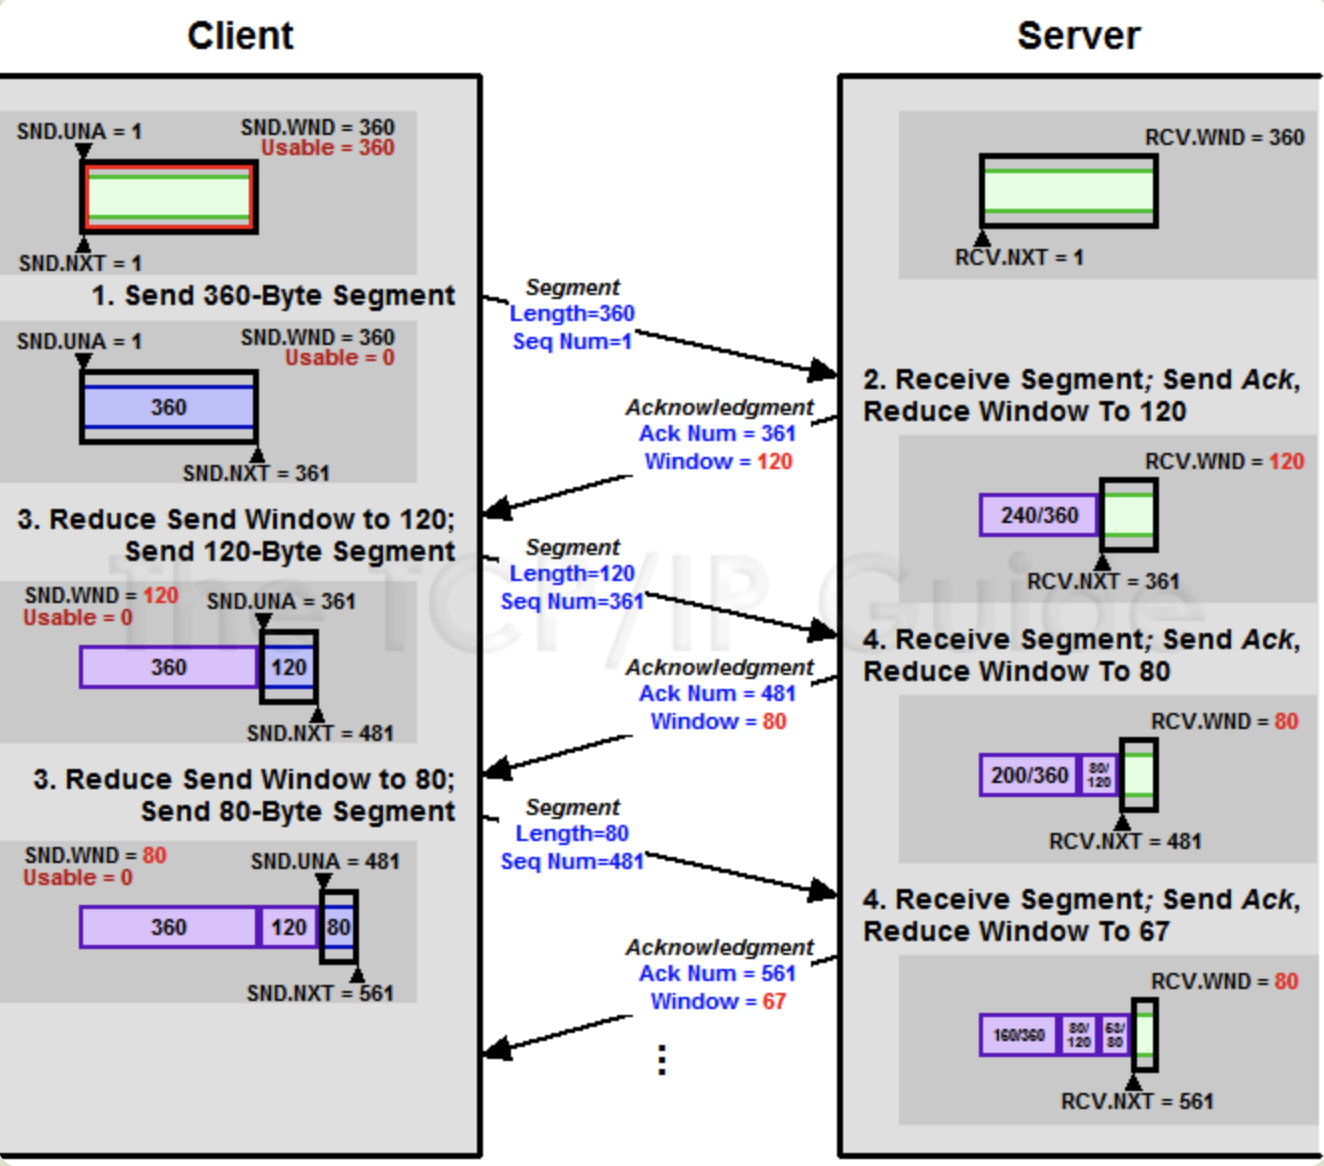 Client
Server
SND.UNA = 1
SND.WND = 360
Usable = 360
SND.NXT = 1
RCV.WND = 360
RCV.NXT = 1
1. Send 360-Byte Segment
Segment
Length=360
Seq Num=1
SND.UNA = 1
SND.WND = 360
Usable = 0
360
SND.NXT = 361
2. Receive Segment; Send Ack,
Reduce Window To 120
Acknowledgment
Ack Num = 361
Window = 120
RCV.WND = 120
240/360
RCV.NXT = 361
3. Reduce Send Window to 120;
Send 120-Byte Segment
Segment
Length=120
Seq Num=361
The TCP/IP Guide
SND.WND = 120
Usable = 0
SND.UNA = 361
360
120
SND.NXT = 481
4. Receive Segment; Send Ack,
Reduce Window To 80
Acknowledgment
Ack Num = 481
Window = 80
RCV.WND = 80
200/360
80/
120
RCV.NXT = 481
3. Reduce Send Window to 80;
Send 80-Byte Segment
Segment
Length=80
Seq Num=481
SND.WND = 80
Usable = 0
SND.UNA = 481
360
120
80
SND.NXT = 561
4. Receive Segment; Send Ack,
Reduce Window To 67
Acknowledgment
Ack Num = 561
Window = 67
RCV.WND = 80
160/360
80/
120
/
80
RCV.NXT = 561